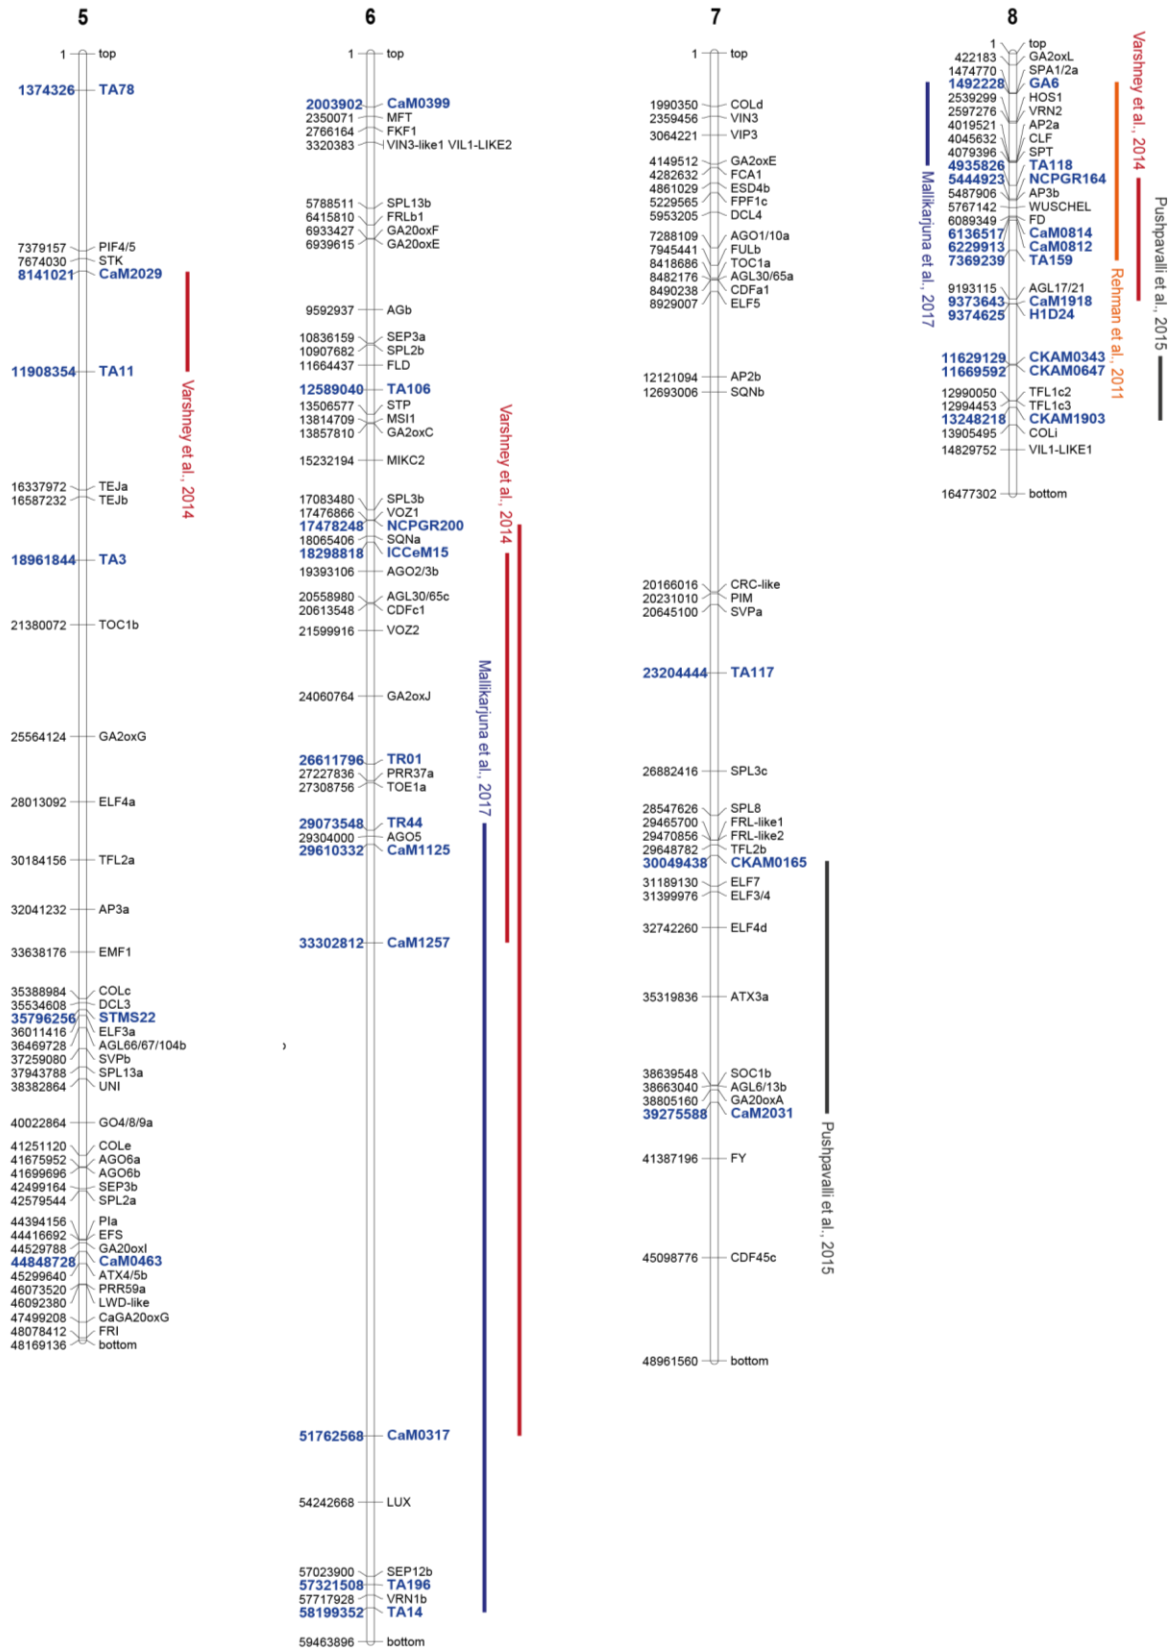 5
1 top
1374326 TA78
7379157 PIF4/5
7674030 STK
8141021 CaM2029
11908354 TA11
16337972 TEJa
16587232 TEJb
18961844 TA3
21380072 TOC1b
25564124 GA2oxG
28013092 ELF4a
30184156 TFL2a
32041232 AP3a
33638176 EMF1
35388984 COLc
35534608 DCL3
35796256 STMS22
36011416 ELF3a
36469728 AGL66/67/104b
37259080 SVPb
37943788 SPL13a
38382864 UNI
40022864 GO4/8/9a
41251120 COLe
41675952 AGO6a
41699696 AGO6b
42499164 SEP3b
42579544 SPL2a
44394156 PIa
44416692 EFS
44529788 GA20oxI
44848728 CaM0463
45299640 ATX4/5b
46073520 PRR59a
46092380 LWD-like
47499208 CaGA20oxG
48078412 FRI
48169136 bottom
Varshney et al., 2014
6
1 top
2003902 CaM0399
2350071 MFT
2766164 FKF1
3320383 VIN3-like1 VIL1-LIKE2
5788511 SPL13b
6415810 FRLb1
6933427 GA20oxF
6939615 GA20oxE
9592937 AGb
10836159 SEP3a
10907682 SPL2b
11664437 FLD
12589040 TA106
13506577 STP
13814709 MSI1
13857810 GA2oxC
15232194 MIKC2
17083480 SPL3b
17476866 VOZ1
17478248 NCPGR200
18065406 SQNa
18298818 ICCeM15
19393106 AGO2/3b
20558980 AGL30/65c
20613548 CDFc1
21599916 VOZ2
24060764 GA2oxJ
26611796 TR01
27227836 PRR37a
27308756 TOE1a
29073548 TR44
29304000 AGO5
29610332 CaM1125
33302812 CaM1257
51762568 CaM0317
54242668 LUX
57023900 SEP12b
57321508 TA196
57717928 VRN1b
58199352 TA14
59463896 bottom
Mallikarjuna et al., 2017
Varshney et al., 2014
7
1 top
1990350 COLd
2359456 VIN3
3064221 VIP3
4149512 GA2oxE
4282632 FCA1
4861029 ESD4b
5229565 FPF1c
5953205 DCL4
7288109 AGO1/10a
7945441 FULb
8418686 TOC1a
8482176 AGL30/65a
8490238 CDFa1
8929007 ELF5
12121094 AP2b
12693006 SQNb
20166016 CRC-like
20231010 PIM
20645100 SVPa
23204444 TA117
26882416 SPL3c
28547626 SPL8
29465700 FRL-like1
29470856 FRL-like2
29648782 TFL2b
30049438 CKAM0165
31189130 ELF7
31399976 ELF3/4
32742260 ELF4d
35319836 ATX3a
38639548 SOC1b
38663040 AGL6/13b
38805160 GA20oxA
39275588 CaM2031
41387196 FY
45098776 CDF45c
48961560 bottom
Pushpavalli et al., 2015
8
1 top
422183 GA2oxL
1474770 SPA1/2a
1492228 GA6
2539299 HOS1
2597276 VRN2
4019521 AP2a
4045632 CLF
4079396 SPT
4935826 TA118
5444923 NCPGR164
5487906 AP3b
5767142 WUSCHEL
6089349 FD
6136517 CaM0814
6229913 CaM0812
7369239 TA159
9193115 AGL17/21
9373643 CaM1918
9374625 H1D24
11629129 CKAM0343
11669592 CKAM0647
12990050 TFL1c2
12994453 TFL1c3
13248218 CKAM1903
13905495 COLi
14829752 VIL1-LIKE1
16477302 bottom
Mallikarjuna et al., 2017
Rehman et al., 2011
Varshney et al., 2014
Pushpavalli et al., 2015